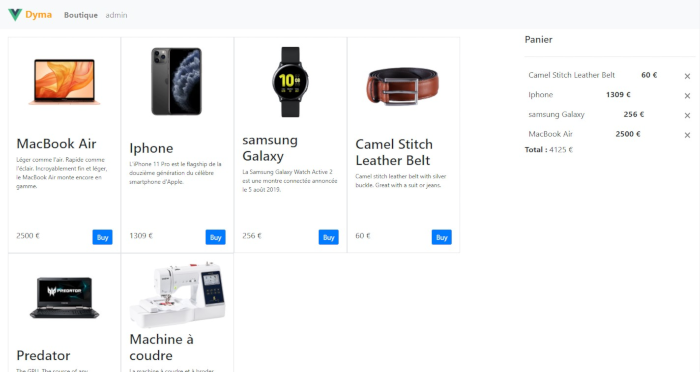 Dyma Boutique admin
Panier
Camel Stitch Leather Belt 60 € ×
Iphone 1309 € ×
samsung Galaxy 256 € ×
MacBook Air 2500 € ×
Total : 4125 €
MacBook Air
Léger comme l'air. Rapide comme
l'éclair. Incroyablement fin et léger,
le MacBook Air monte encore en
gamme.
2500 € Buy
Iphone
L'iPhone 11 Pro est le flagship de la
douzième génération du célèbre
smartphone d'Apple.
1309 € Buy
samsung
Galaxy
La Samsung Galaxy Watch Active 2
est une montre connectée annoncée
le 5 août 2019.
256 € Buy
Camel Stitch
Leather Belt
Camel stitch leather belt with silver
buckle. Great with a suit or jeans.
60 € Buy
PREDATOR
Predator
The GPU. The source of any
Machine à
coudre
La machine à coudre et à broder